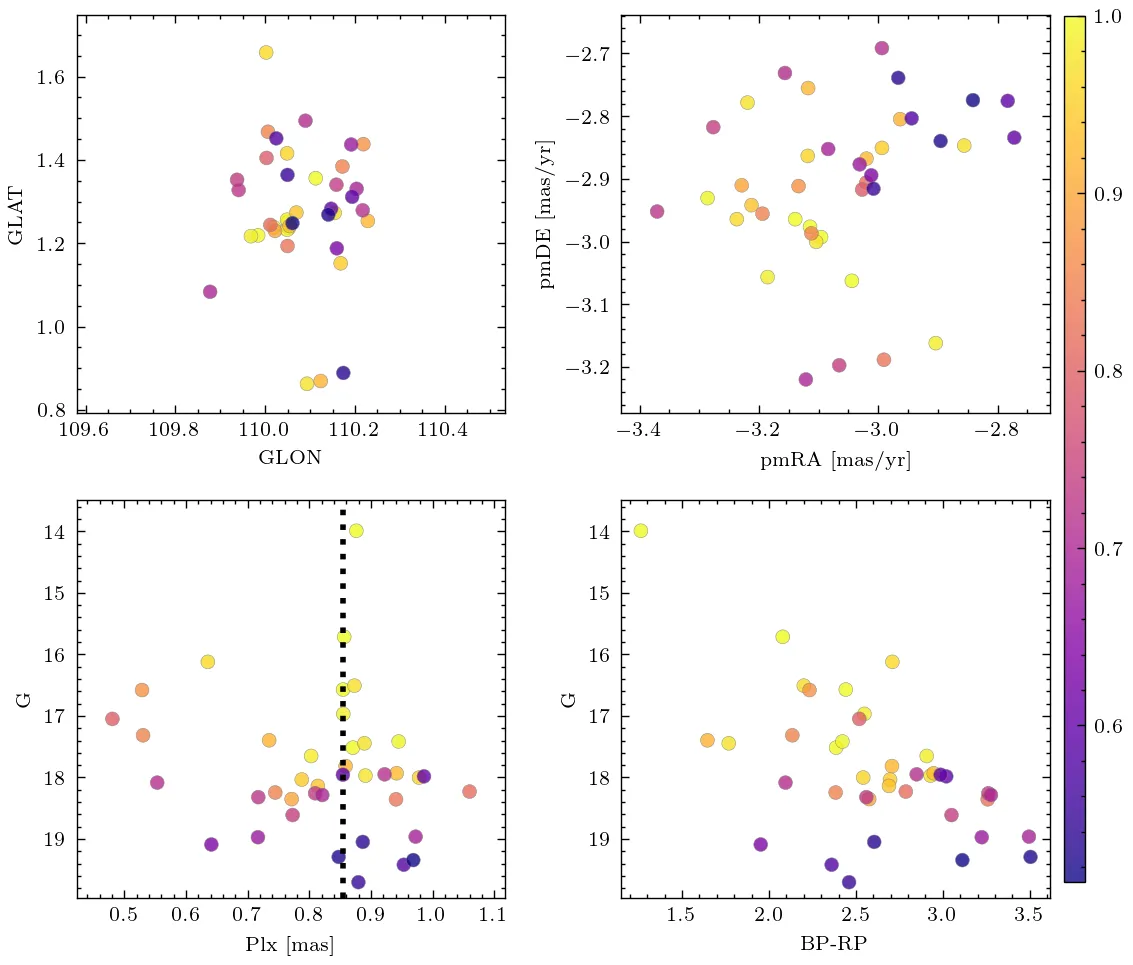 1.6
1.4
1.2
1.0
0.8
GLAT
109.6 109.8 110.0 110.2 110.4
GLON
−2.7
−2.8
−2.9
−3.0
−3.1
−3.2
pmDE [mas/yr]
−3.4 −3.2 −3.0 −2.8
pmRA [mas/yr]
1.0
0.9
0.8
0.7
0.6
14
15
16
17
18
19
G
0.5 0.6 0.7 0.8 0.9 1.0 1.1
Plx [mas]
14
15
16
17
18
19
G
1.5 2.0 2.5 3.0 3.5
BP-RP